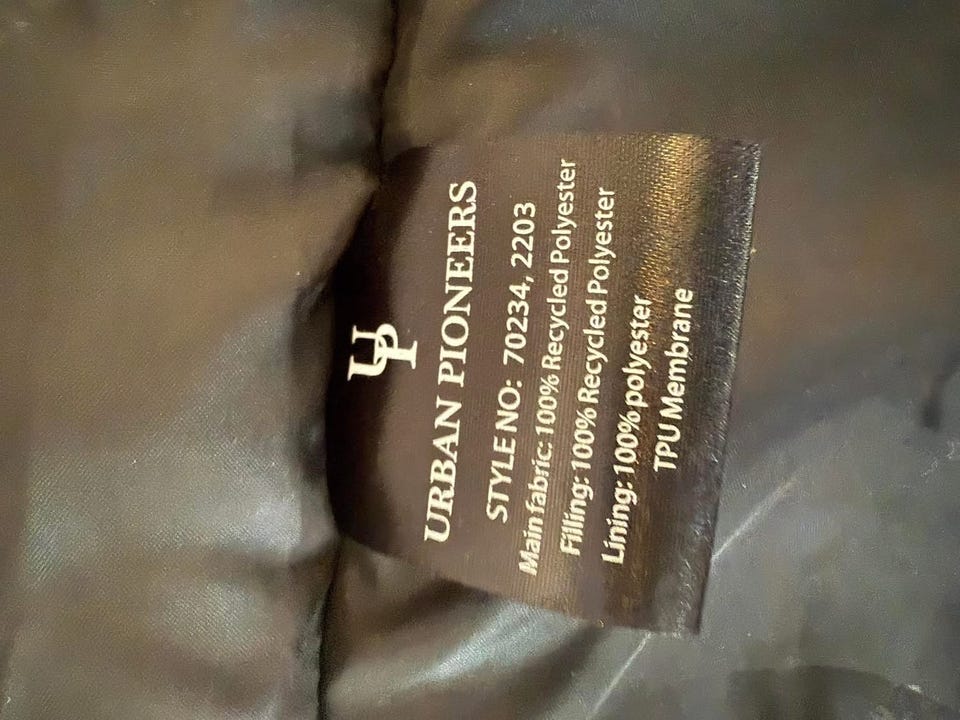 UP
URBAN PIONEERS
STYLE NO: 70234, 2203
Main fabric: 100% Recycled Polyester
Filling: 100% Recycled Polyester
Lining: 100% polyester
TPU Membrane